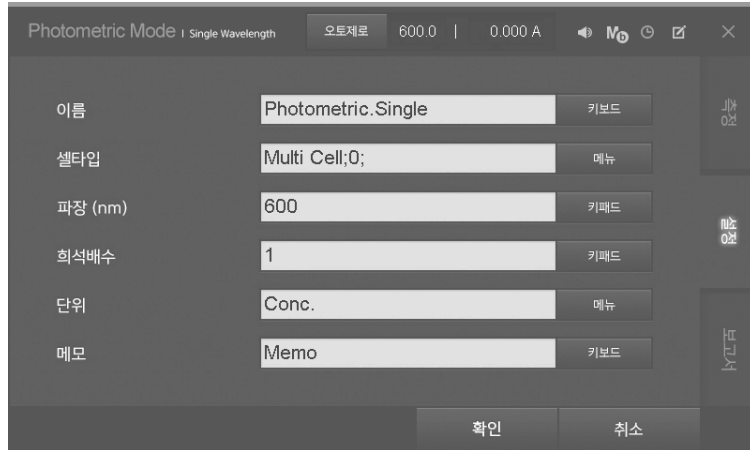 Photometric Mode | Single Wavelength 오토제로 600.0 | 0.000 A
이름 Photometric.Single 키보드
셀타입 Multi Cell;0; 메뉴
파장 (nm) 600 키패드
희석배수 1 키패드
단위 Conc. 메뉴
메모 Memo 키보드
확인 취소
측정
설정
보고서